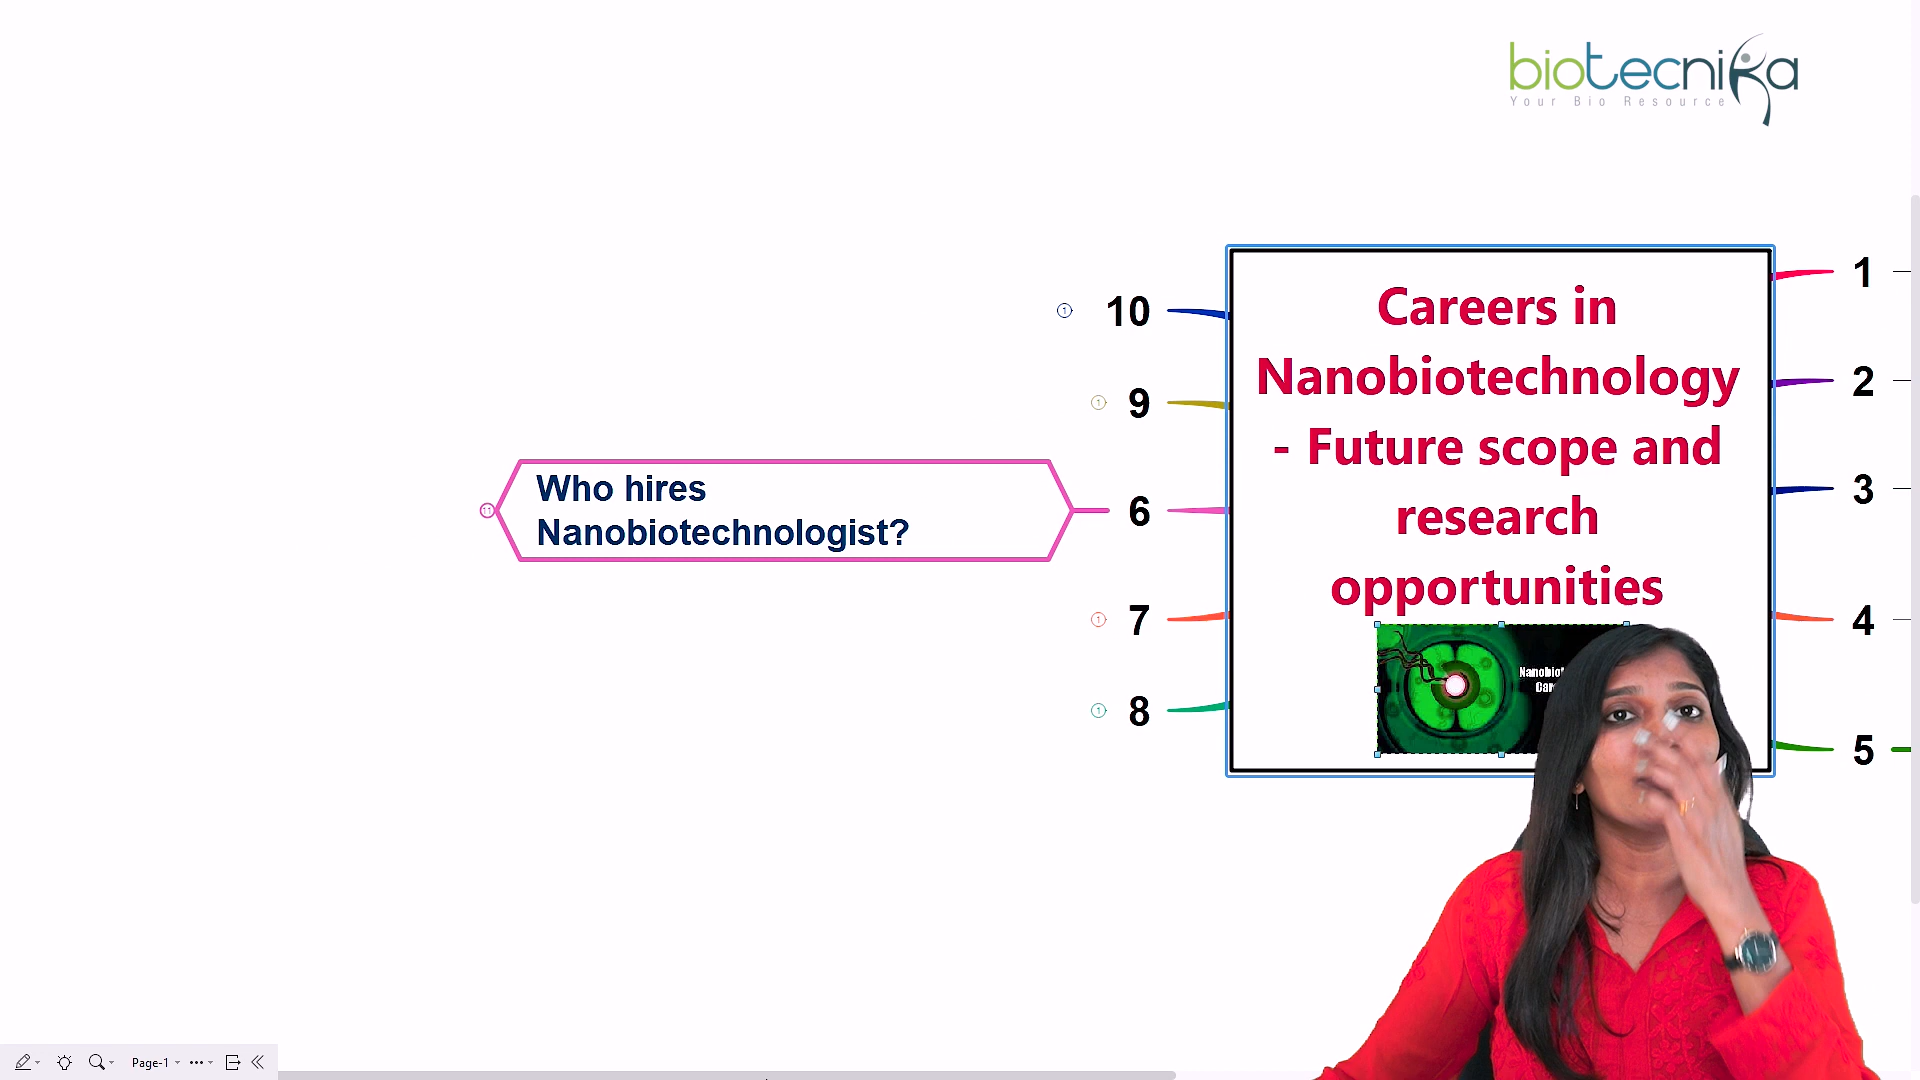 biotecnika
Your Bio Resource
Careers in
Nanobiotechnology
- Future scope and
research
opportunities
10
9
6
7
8
Who hires
Nanobiotechnologist?
1
2
3
4
5
Page-1